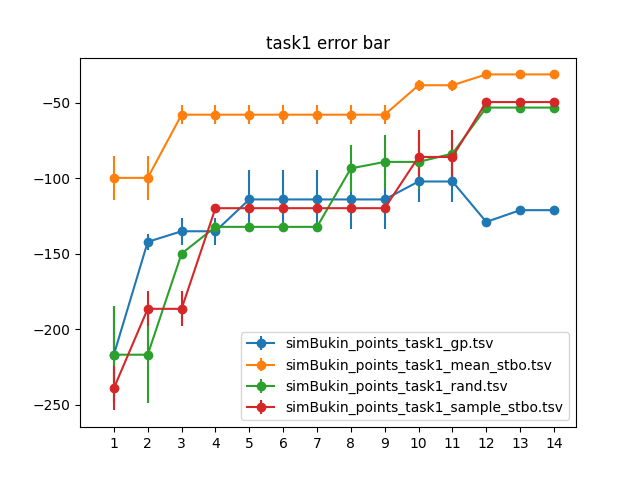 task1 error bar
−50
−100
−150
−200
−250
simBukin_points_task1_gp.tsv
simBukin_points_task1_mean_stbo.tsv
simBukin_points_task1_rand.tsv
simBukin_points_task1_sample_stbo.tsv
1 2 3 4 5 6 7 8 9 10 11 12 13 14